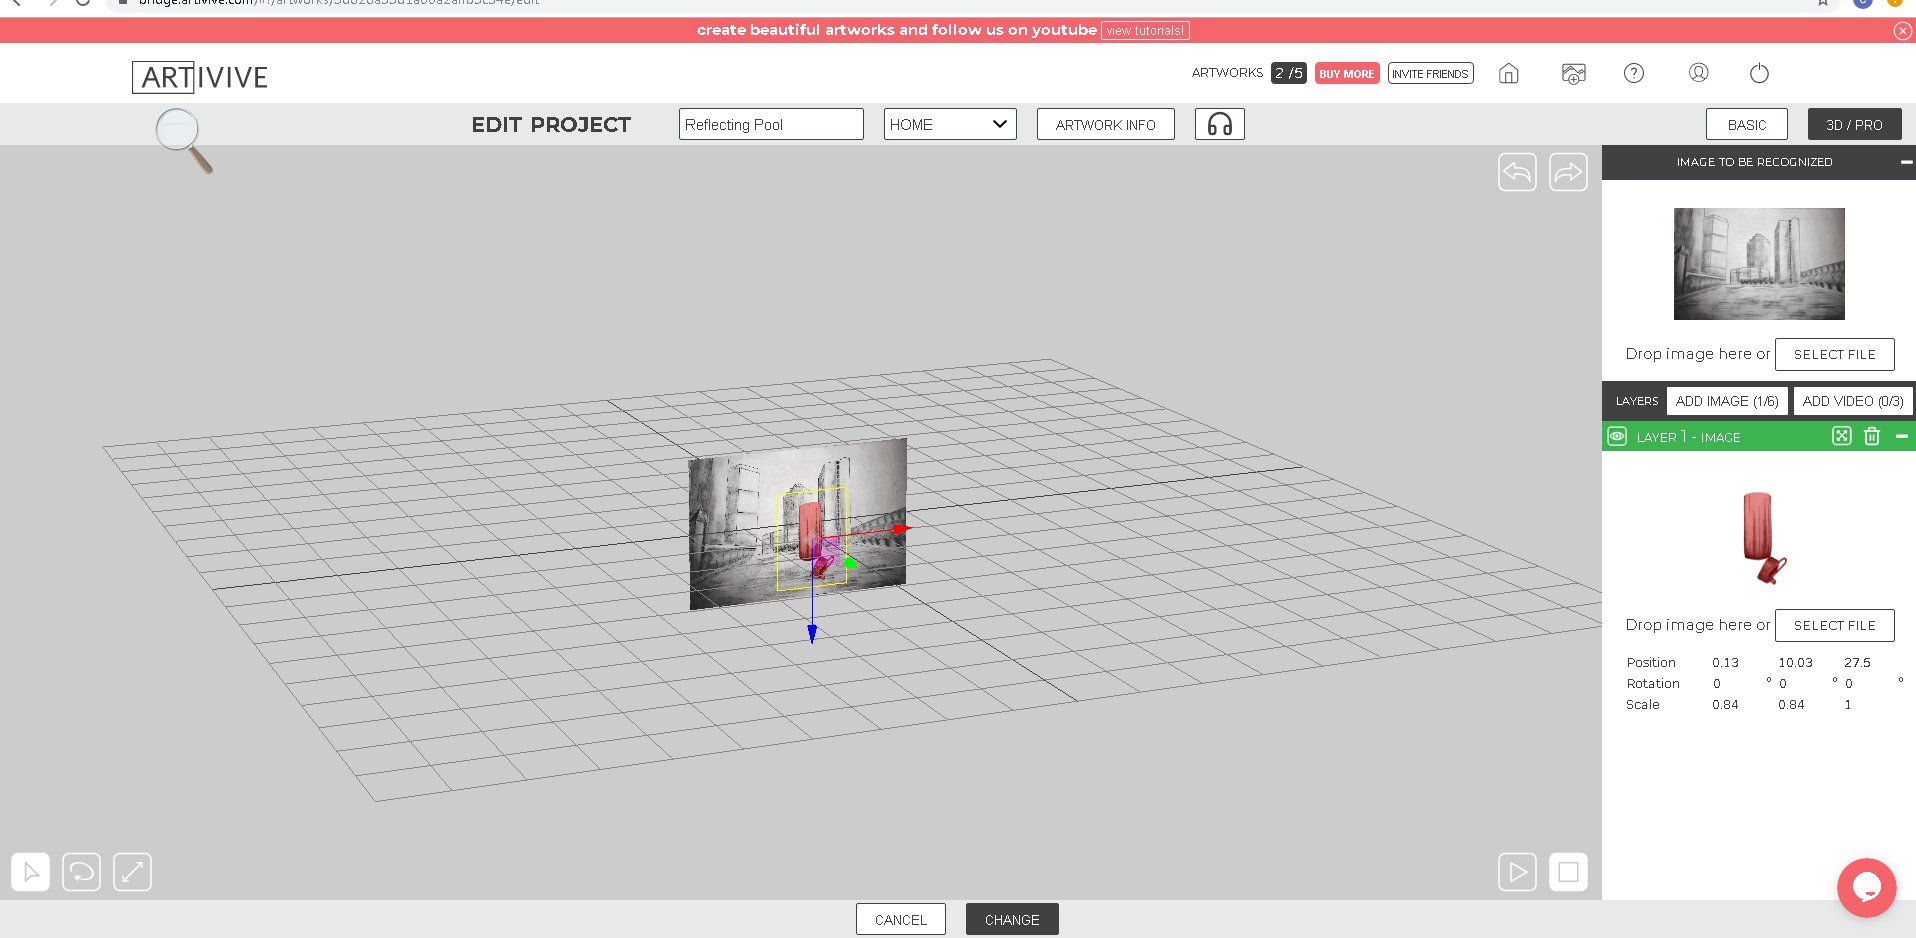 create beautiful artworks and follow us on youtube view tutorials!
ARTIVIVE
ARTWORKS 2 /5 BUY MORE INVITE FRIENDS ?
EDIT PROJECT Reflecting Pool HOME ARTWORK INFO BASIC 3D / PRO
IMAGE TO BE RECOGNIZED
Drop image here or SELECT FILE
LAYERS ADD IMAGE (1/6) ADD VIDEO (0/3)
LAYER 1 - IMAGE
Drop image here or SELECT FILE
Position 0.13 10.03 27.5
Rotation 0 ° 0 ° 0 °
Scale 0.84 0.84 1
CANCEL CHANGE